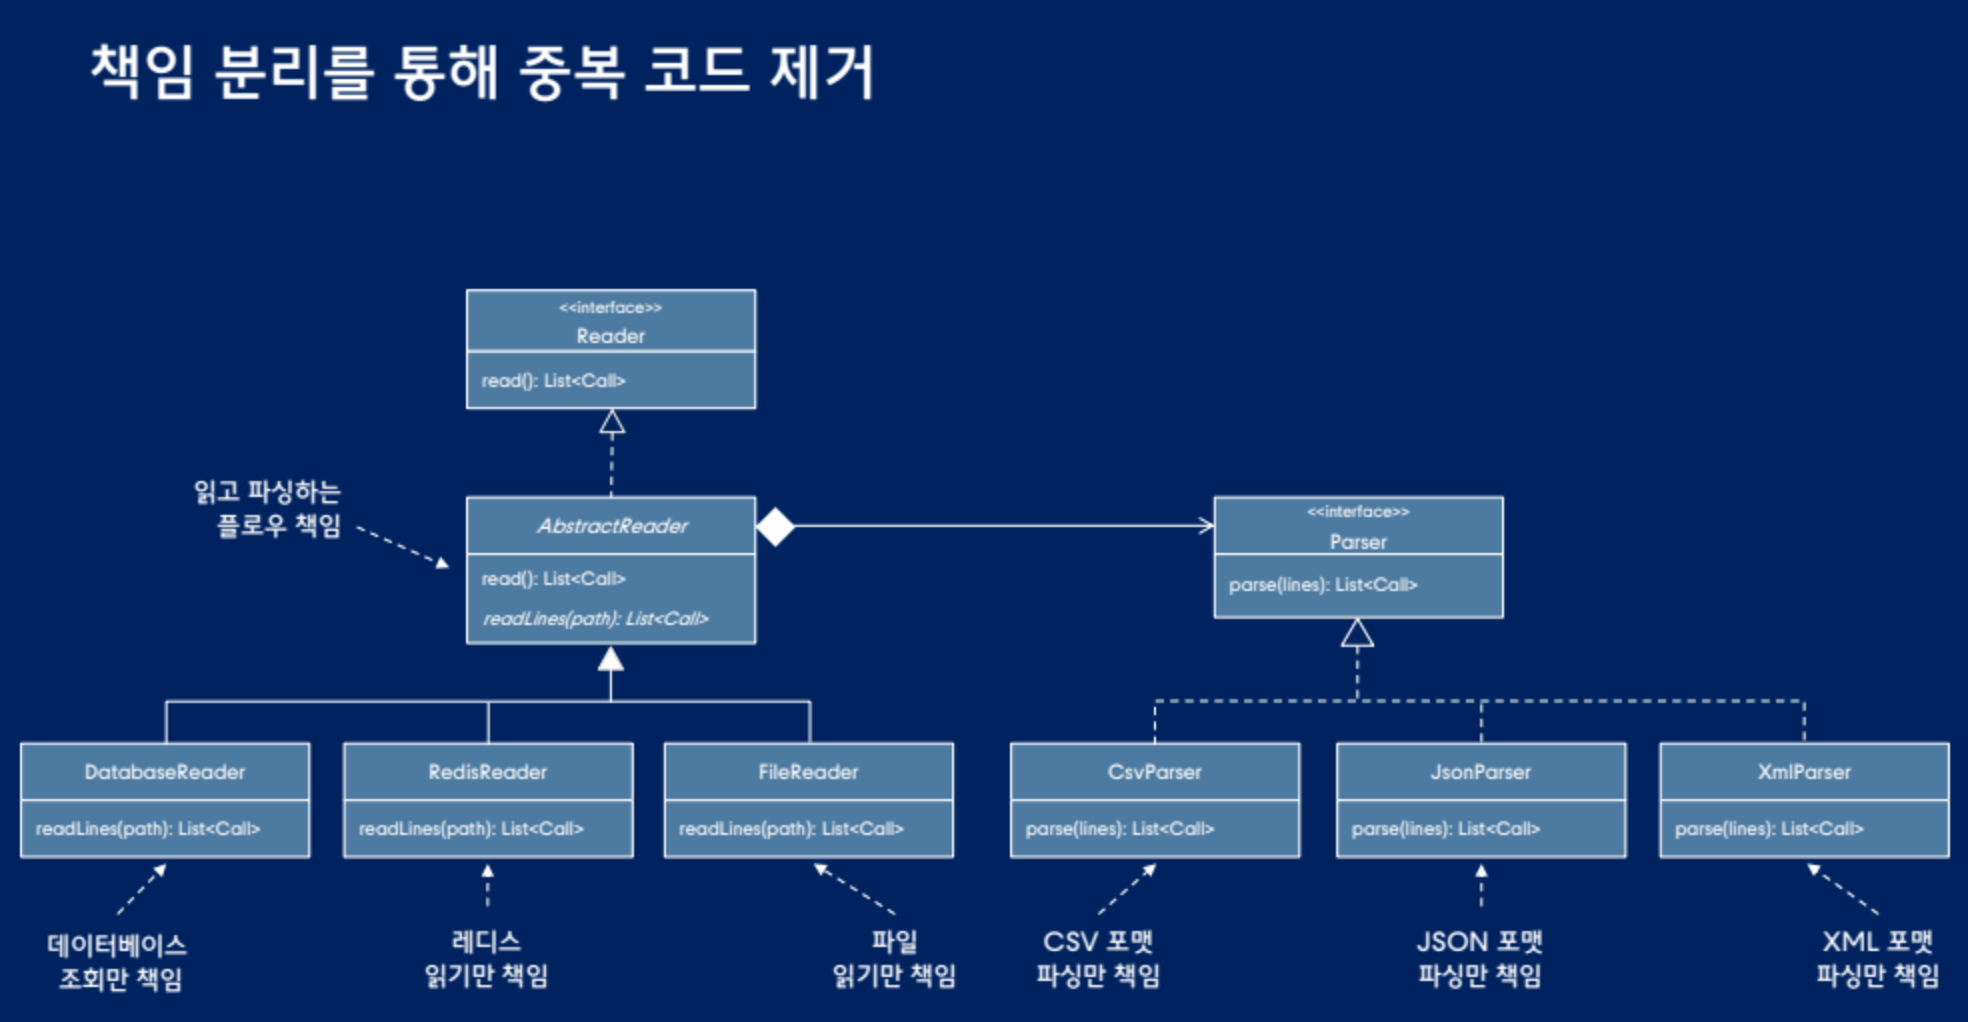 책임 분리를 통해 중복 코드 제거
<<interface>>
Reader
read(): List<Call>
읽고 파싱하는
플로우 책임
AbstractReader
read(): List<Call>
readLines(path): List<Call>
<<interface>>
Parser
parse(lines): List<Call>
DatabaseReader
readLines(path): List<Call>
RedisReader
readLines(path): List<Call>
FileReader
readLines(path): List<Call>
CsvParser
parse(lines): List<Call>
JsonParser
parse(lines): List<Call>
XmlParser
parse(lines): List<Call>
데이터베이스
조회만 책임
레디스
읽기만 책임
파일
읽기만 책임
CSV 포맷
파싱만 책임
JSON 포맷
파싱만 책임
XML 포맷
파싱만 책임